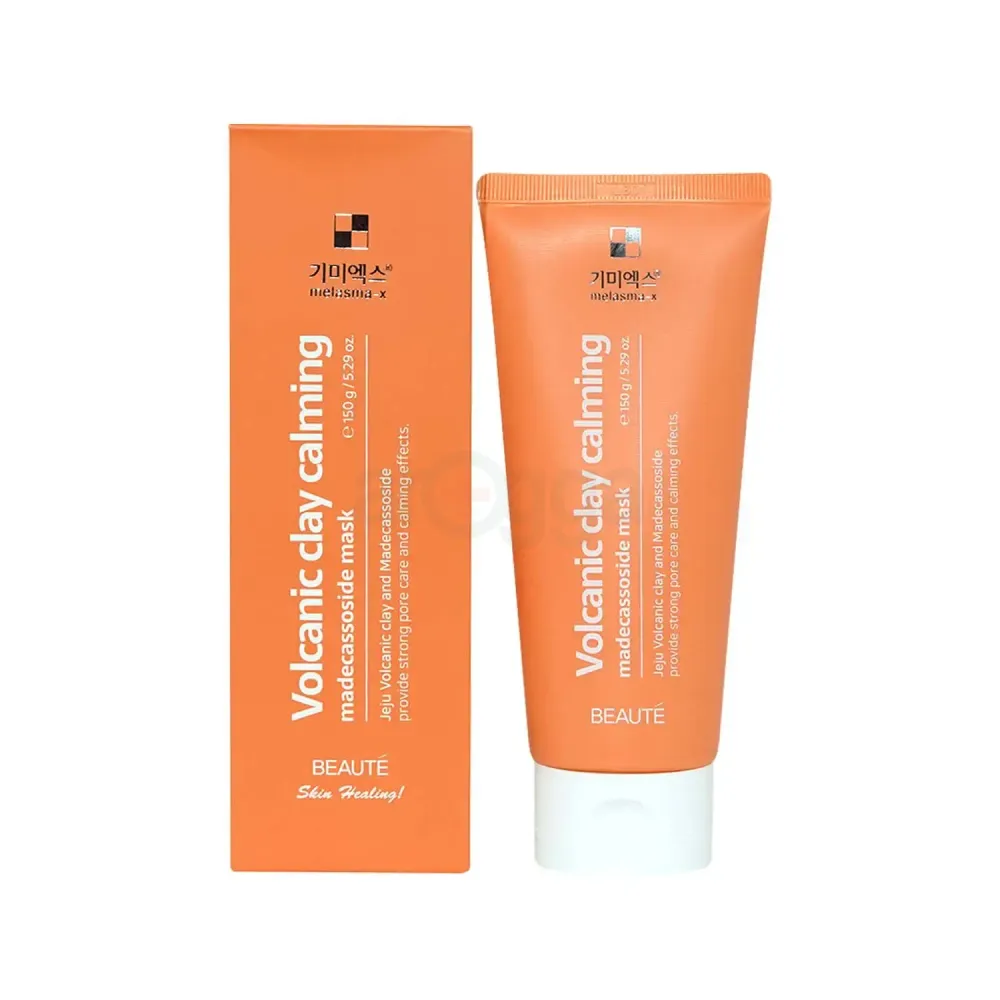 기미엑스
melasma-x
Volcanic clay calming
madecassoside mask
℮ 150 g / 5.29 oz.
Jeju Volcanic clay and Madecassoside
provide strong pore care and calming effects.
BEAUTÉ
Skin Healing!
기미엑스
melasma-x
Volcanic clay calming
madecassoside mask
℮ 150 g / 5.29 oz.
Jeju Volcanic clay and Madecassoside
provide strong pore care and calming effects.
BEAUTÉ